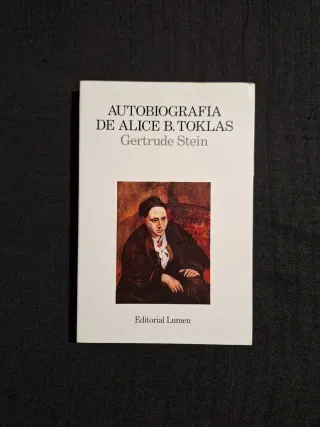 AUTOBIOGRAFIA
DE ALICE B. TOKLAS
Gertrude Stein
Editorial Lumen